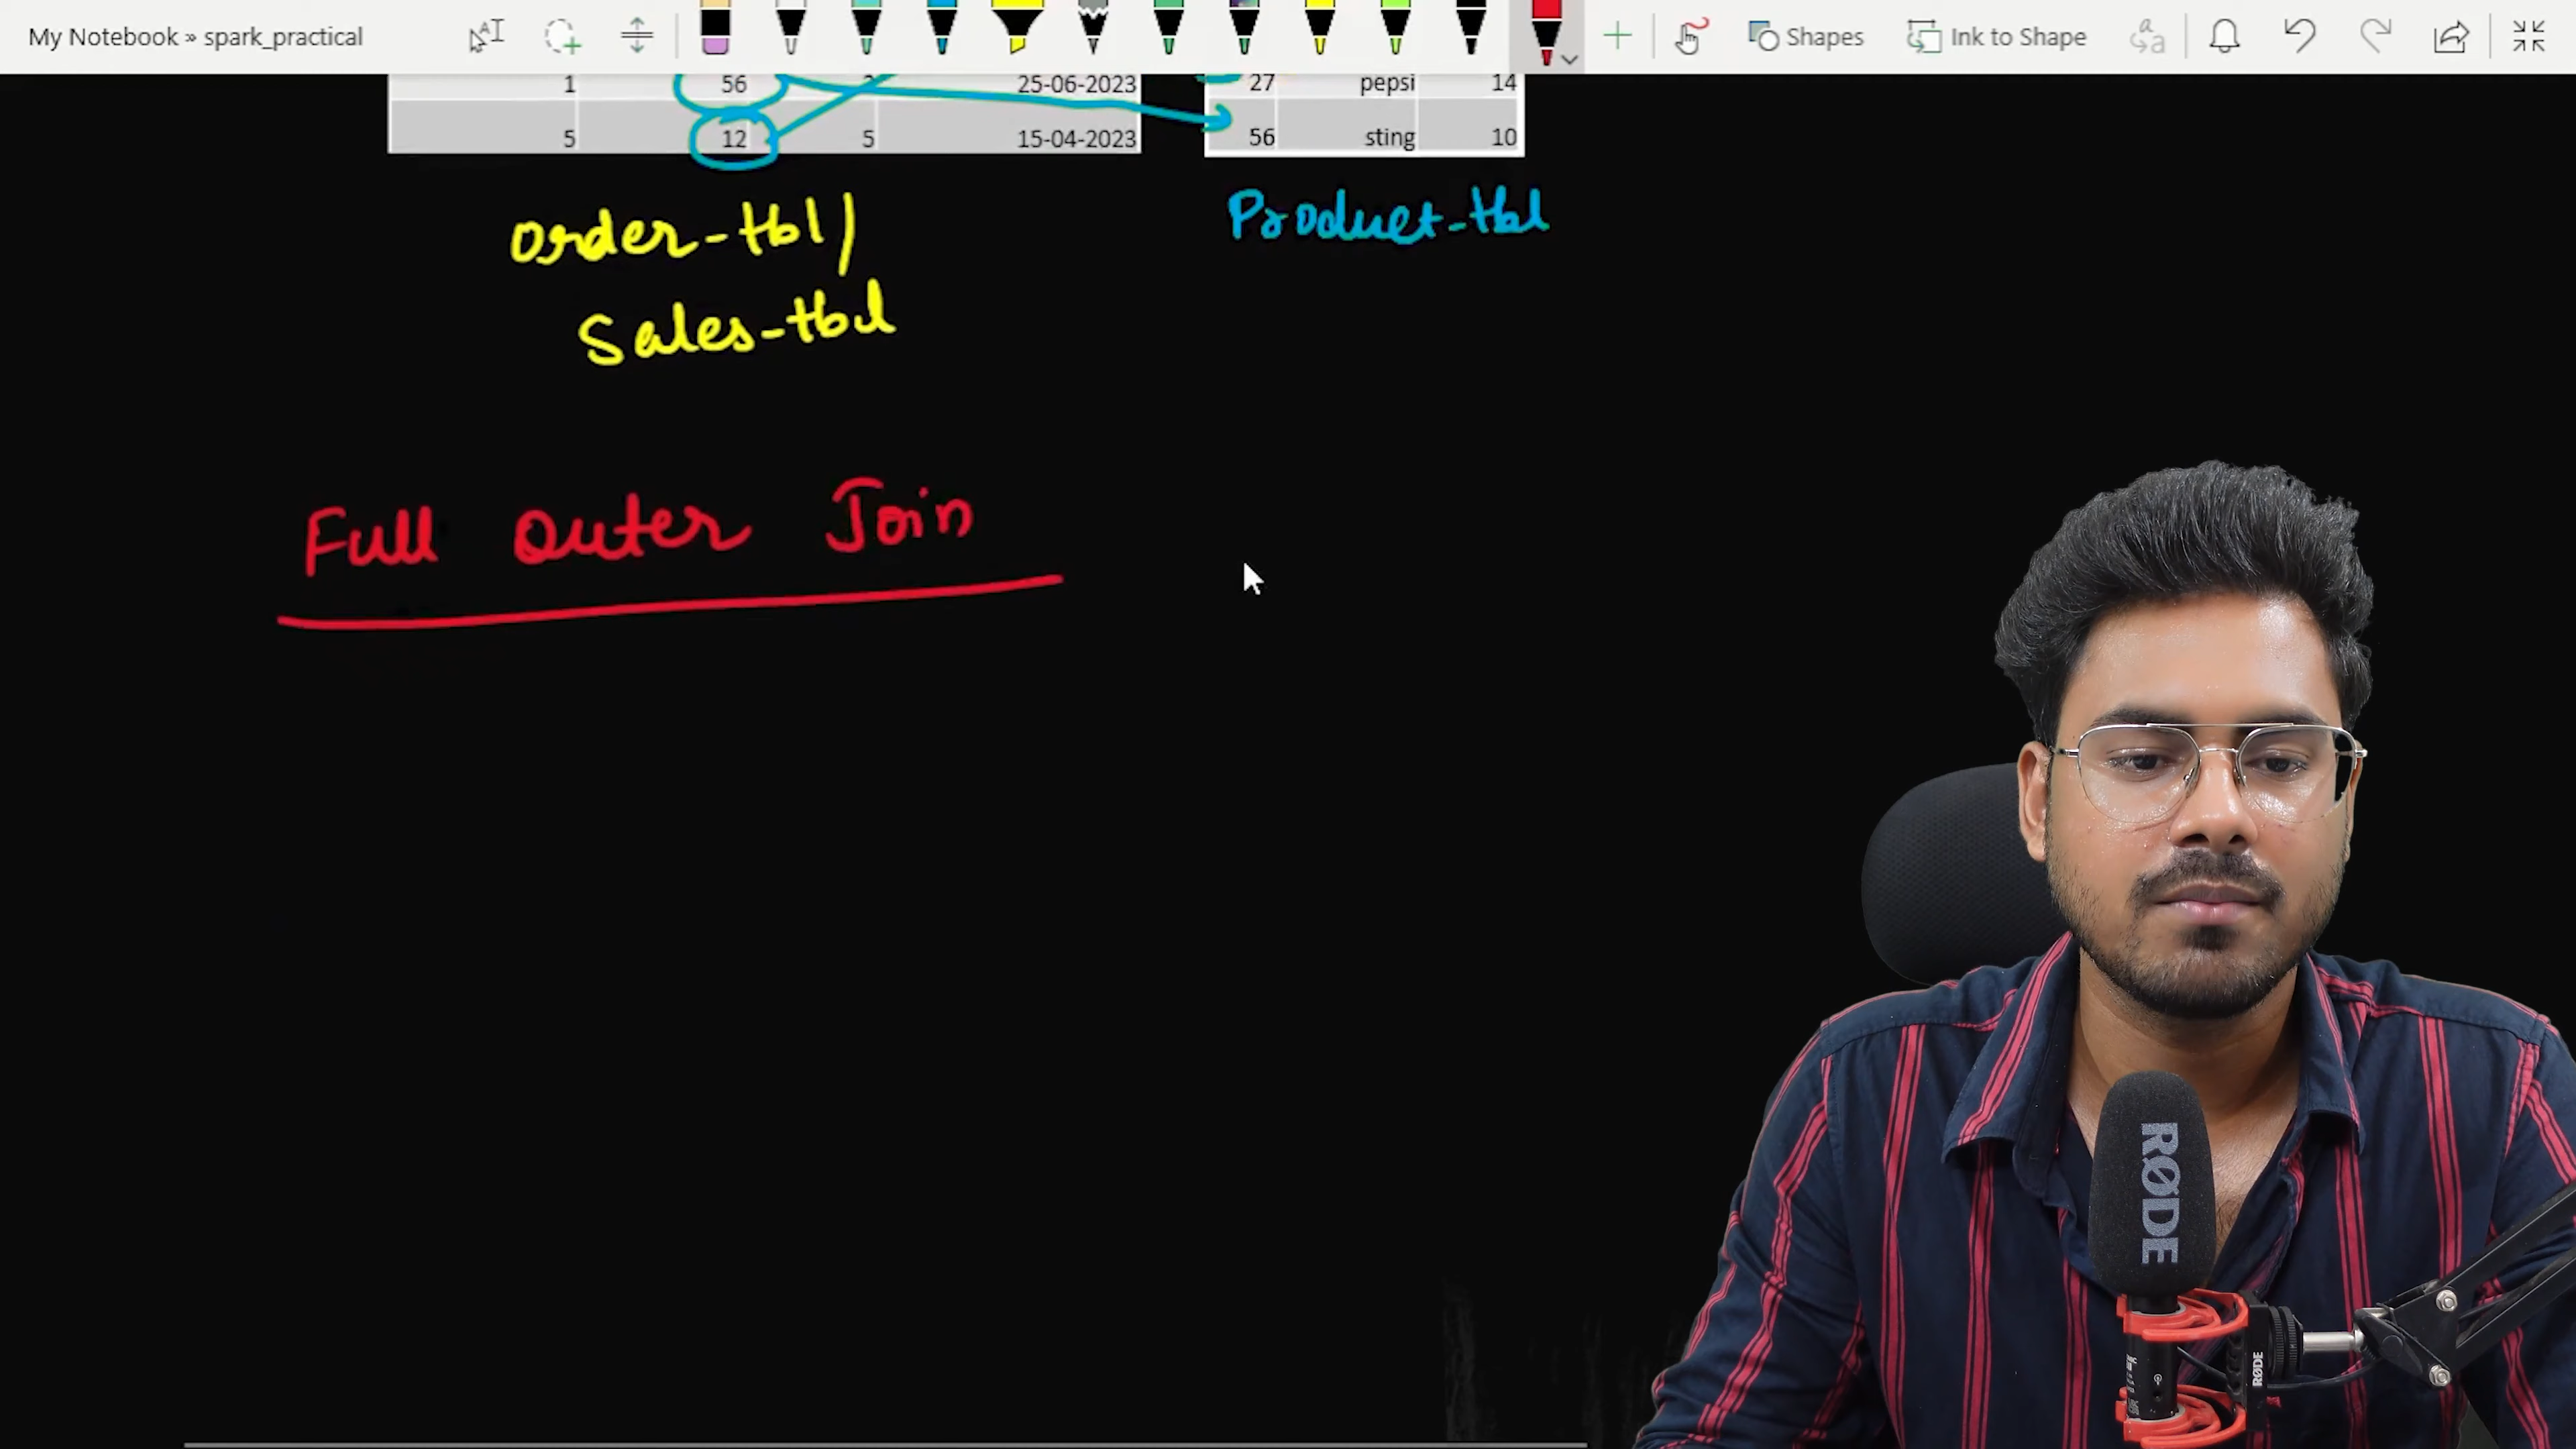 My Notebook » spark_practical
Shapes
Ink to Shape
1 56 25-06-2023
27 pepsi 14
5 12 5 15-04-2023
56 sting 10
order-tbl/
Sales-tbl
Product-tbl
Full Outer Join
RØDE
RØDE